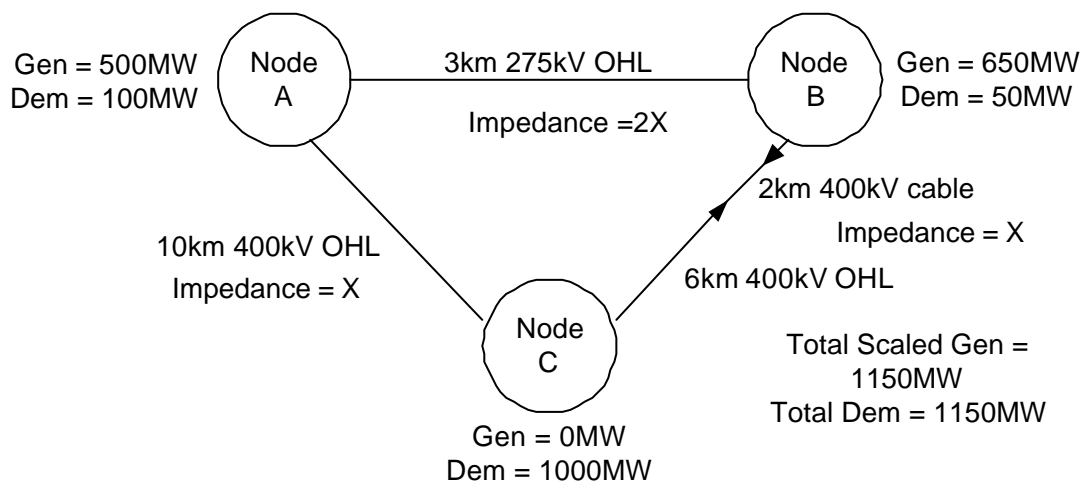 Gen = 500MW
Dem = 100MW
Node
A
3km 275kV OHL
Impedance =2X
Node
B
Gen = 650MW
Dem = 50MW
2km 400kV cable
Impedance = X
10km 400kV OHL
Impedance = X
6km 400kV OHL
Node
C
Gen = 0MW
Dem = 1000MW
Total Scaled Gen =
1150MW
Total Dem = 1150MW